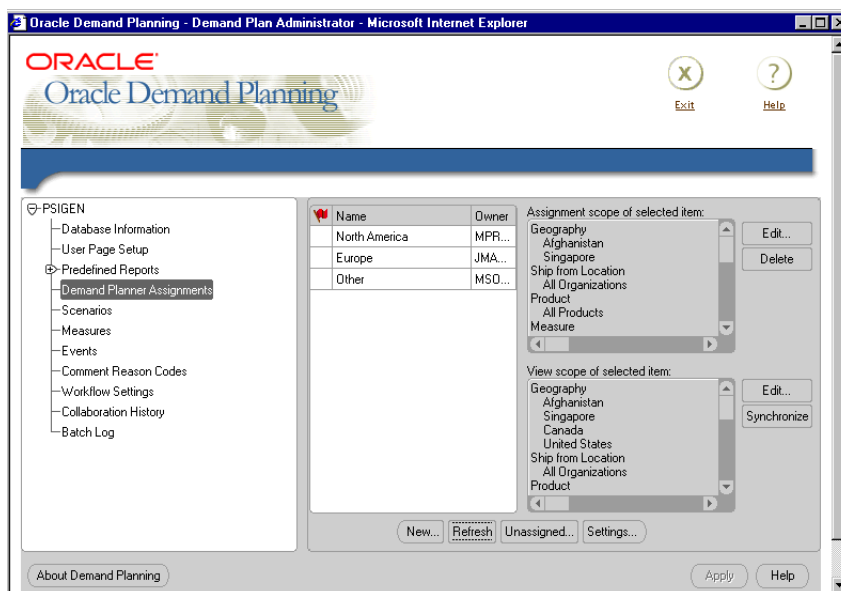 Oracle Demand Planning - Demand Plan Administrator - Microsoft Internet Explorer
ORACLE
Oracle Demand Planning
X
?
Exit
Help
PSIGEN
Database Information
User Page Setup
Predefined Reports
Demand Planner Assignments
Scenarios
Measures
Events
Comment Reason Codes
Workflow Settings
Collaboration History
Batch Log
Name Owner
North America MPR...
Europe JMA...
Other MSO...
Assignment scope of selected item:
Geography
Afghanistan
Singapore
Ship from Location
All Organizations
Product
All Products
Measure
Edit...
Delete
View scope of selected item:
Geography
Afghanistan
Singapore
Canada
United States
Ship from Location
All Organizations
Product
Edit...
Synchronize
New... Refresh Unassigned... Settings...
About Demand Planning
Apply
Help